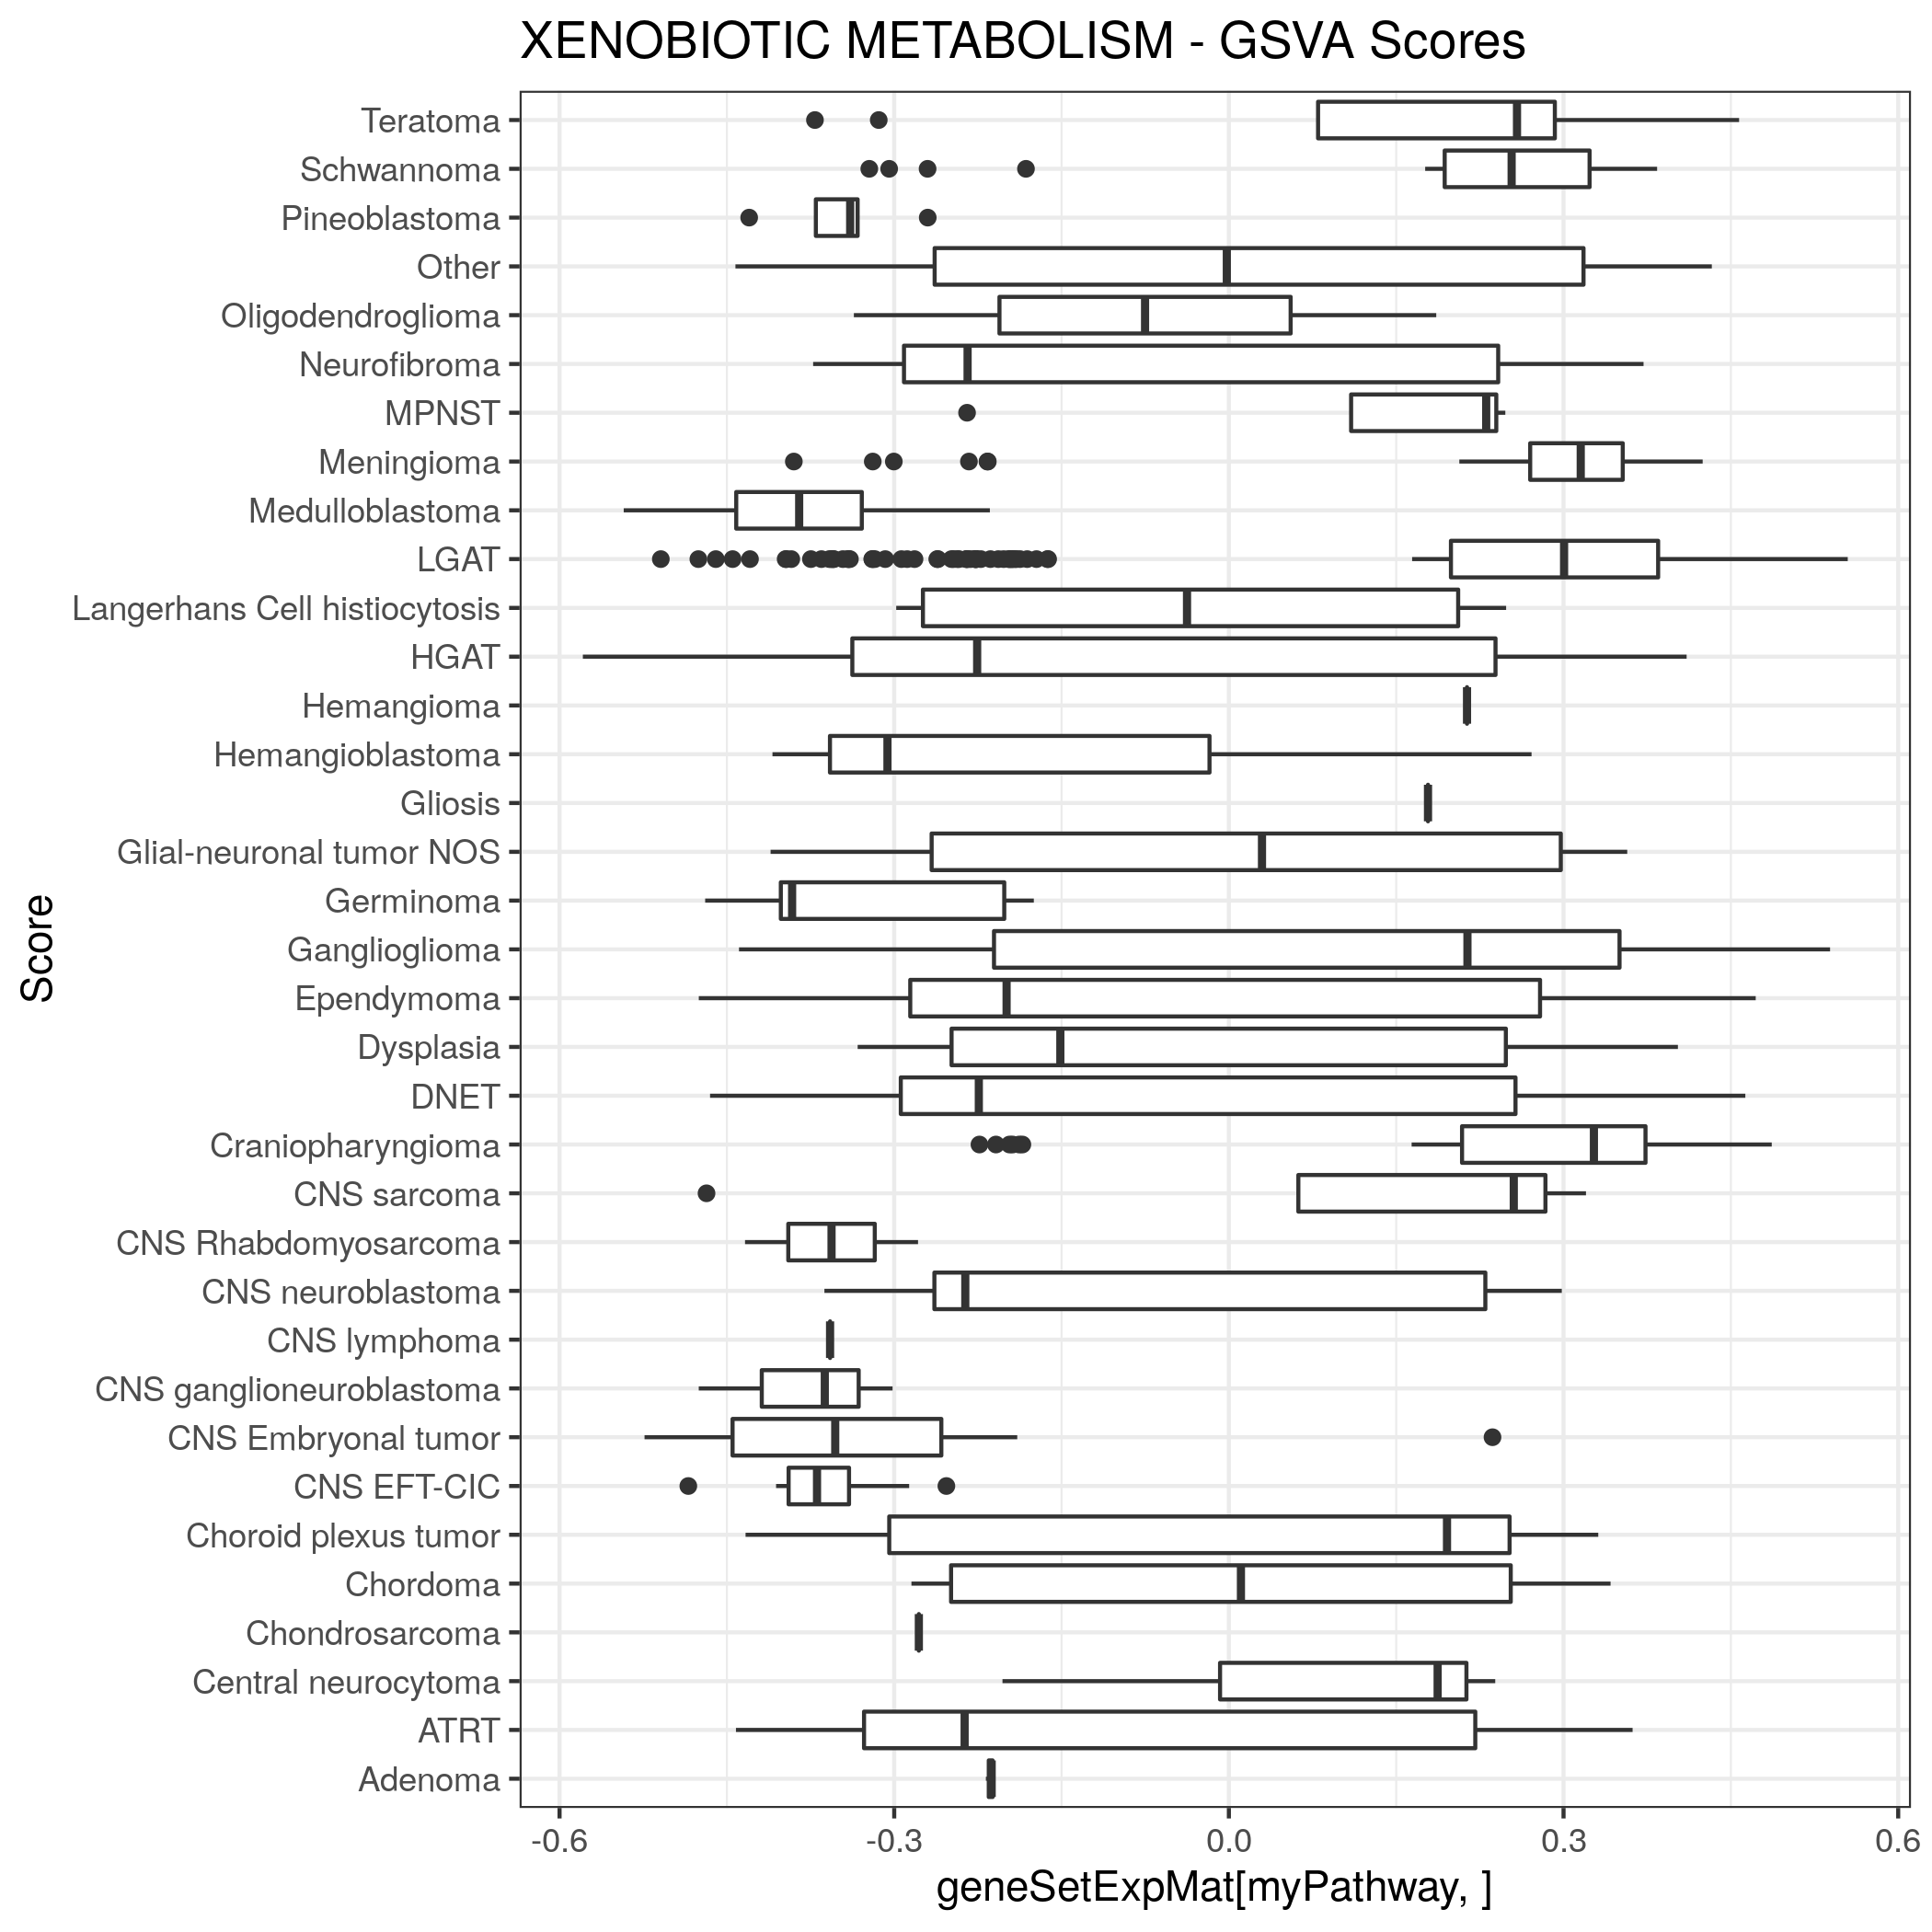 XENOBIOTIC METABOLISM - GSVA Scores
Teratoma
Schwannoma
Pineoblastoma
Other
Oligodendroglioma
Neurofibroma
MPNST
Meningioma
Medulloblastoma
LGAT
Langerhans Cell histiocytosis
HGAT
Hemangioma
Hemangioblastoma
Gliosis
Glial-neuronal tumor NOS
Germinoma
Ganglioglioma
Ependymoma
Dysplasia
DNET
Craniopharyngioma
CNS sarcoma
CNS Rhabdomyosarcoma
CNS neuroblastoma
CNS lymphoma
CNS ganglioneuroblastoma
CNS Embryonal tumor
CNS EFT-CIC
Choroid plexus tumor
Chordoma
Chondrosarcoma
Central neurocytoma
ATRT
Adenoma
Score
-0.6 -0.3 0.0 0.3 0.6
geneSetExpMat[myPathway, ]